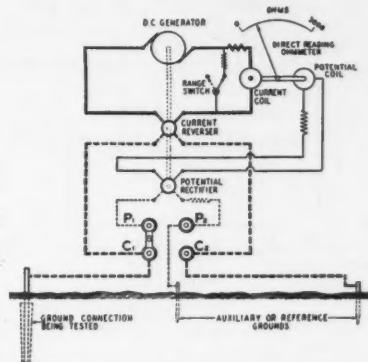 OHMS
O
3000
D.C. GENERATOR
DIRECT READING
OHMMETER
POTENTIAL
COIL
RANGE
SWITCH
CURRENT
COIL
CURRENT
REVERSER
POTENTIAL
RECTIFIER
P1
P2
C1
C2
GROUND CONNECTION
BEING TESTED
AUXILIARY OR REFERENCE
GROUNDS